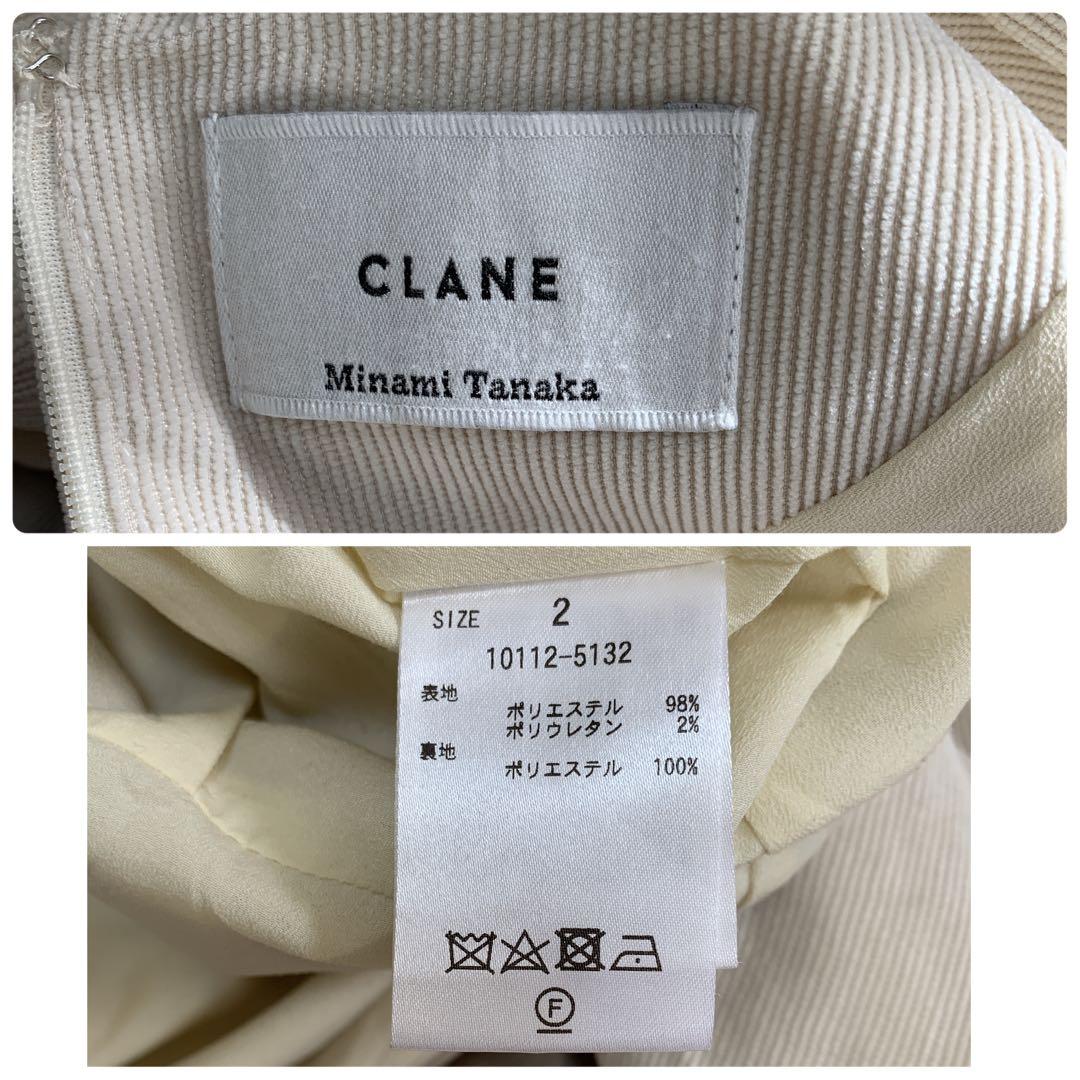 CLANE
Minami Tanaka
SIZE 2
10112-5132
表地
ポリエステル 98%
ポリウレタン 2%
裏地
ポリエステル 100%
F